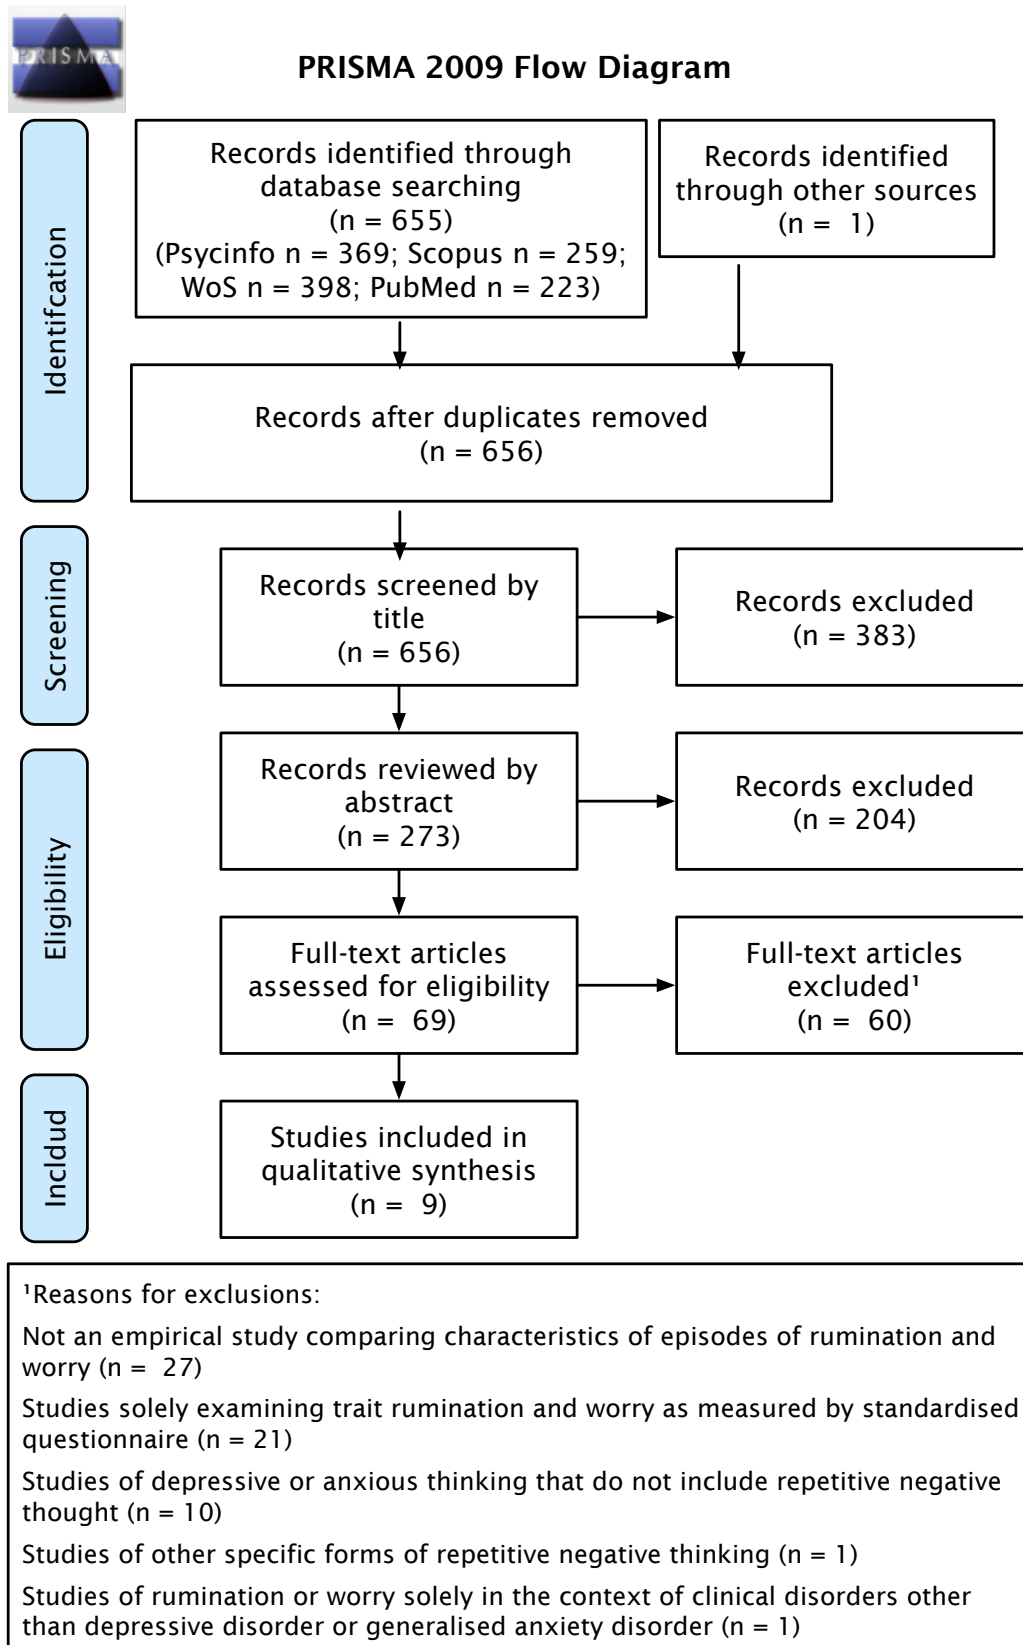 PRISMA
PRISMA 2009 Flow Diagram
Identifcation
Records identified through
database searching
(n = 655)
(Psycinfo n = 369; Scopus n = 259;
WoS n = 398; PubMed n = 223)
Records identified
through other sources
(n = 1)
Records after duplicates removed
(n = 656)
Screening
Records screened by
title
(n = 656)
Records excluded
(n = 383)
Eligibility
Records reviewed by
abstract
(n = 273)
Records excluded
(n = 204)
Full-text articles
assessed for eligibility
(n = 69)
Full-text articles
excluded¹
(n = 60)
Incldud
Studies included in
qualitative synthesis
(n = 9)
¹Reasons for exclusions:
Not an empirical study comparing characteristics of episodes of rumination and
worry (n = 27)
Studies solely examining trait rumination and worry as measured by standardised
questionnaire (n = 21)
Studies of depressive or anxious thinking that do not include repetitive negative
thought (n = 10)
Studies of other specific forms of repetitive negative thinking (n = 1)
Studies of rumination or worry solely in the context of clinical disorders other
than depressive disorder or generalised anxiety disorder (n = 1)